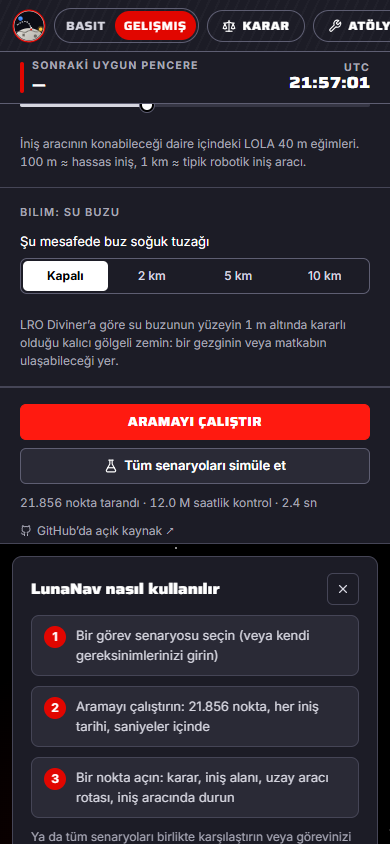 BASIT
GELIŞMIŞ
KARAR
ATÖLY
SONRAKİ UYGUN PENCERE
—
UTC
21:57:01
İniş aracının konabileceği daire içindeki LOLA 40 m eğimleri.
100 m ≈ hassas iniş, 1 km ≈ tipik robotik iniş aracı.
BILIM: SU BUZU
Şu mesafede buz soğuk tuzağı
Kapalı
2 km
5 km
10 km
LRO Diviner’a göre su buzunun yüzeyin 1 m altında kararlı
olduğu kalıcı gölgeli zemin: bir gezginin veya matkabın
ulaşabileceği yer.
ARAMAYI ÇALIŞTIR
Tüm senaryoları simüle et
21.856 nokta tarandı · 12.0 M saatlik kontrol · 2.4 sn
GitHub’da açık kaynak ↗
LunaNav nasıl kullanılır
×
1 Bir görev senaryosu seçin (veya kendi
gereksinimlerinizi girin)
2 Aramayı çalıştırın: 21.856 nokta, her iniş
tarihi, saniyeler içinde
3 Bir nokta açın: karar, iniş alanı, uzay aracı
rotası, iniş aracında durun
Ya da tüm senaryoları birlikte karşılaştırın veya görevinizi